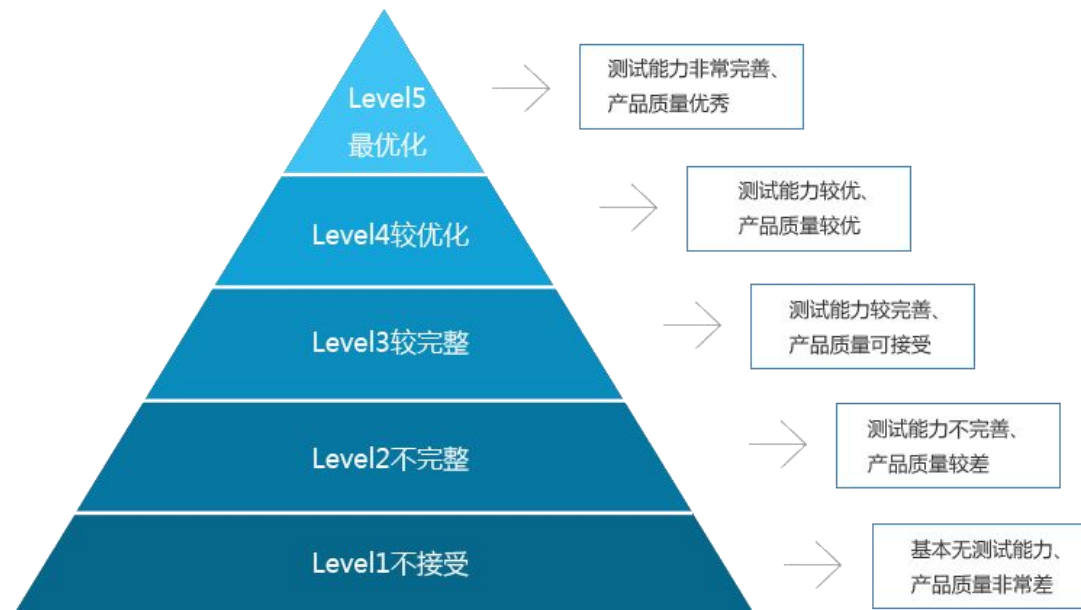 Level5
最优化
测试能力非常完善、
产品质量优秀
Level4较优化
测试能力较优、
产品质量较优
Level3较完整
测试能力较完善、
产品质量可接受
Level2不完整
测试能力不完善、
产品质量较差
Level1不接受
基本无测试能力、
产品质量非常差